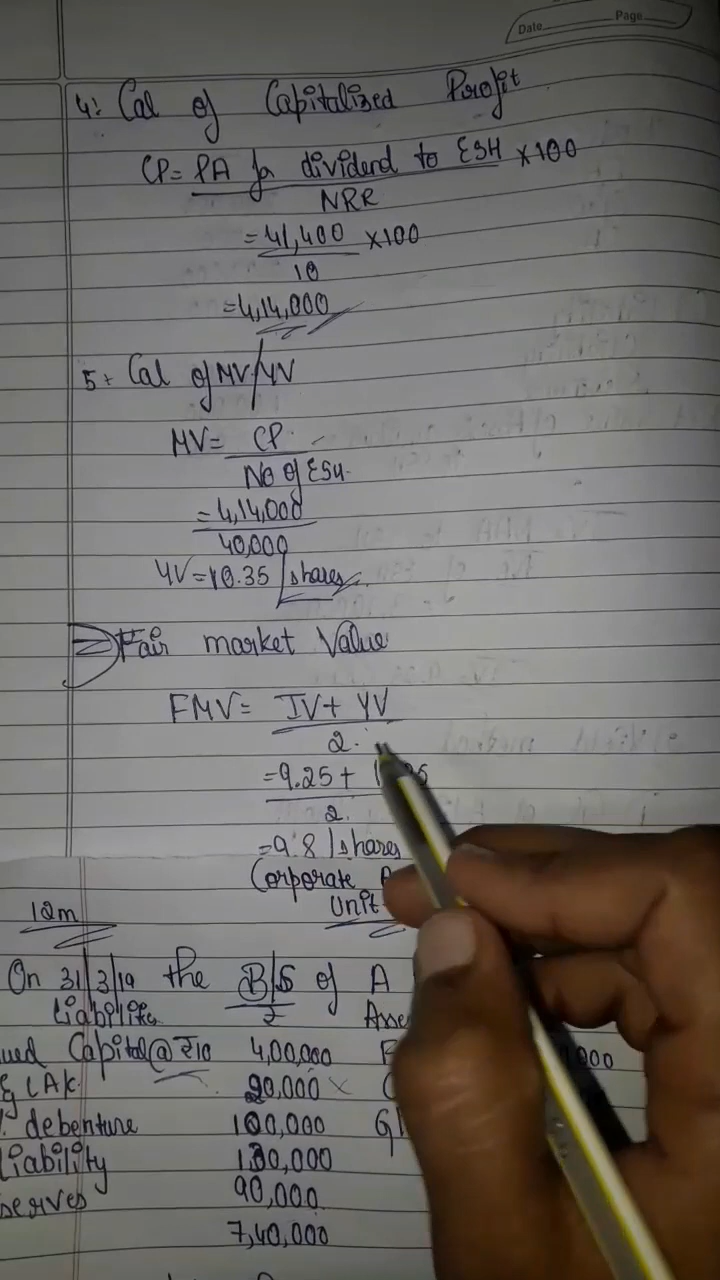 Date Page
4: Cal of Capitalized Profit
CP= PA for dividend to ESH ×100
NRR
=41,400 ×100
10
=4,14,000
5: Cal of MV/YV
MV= CP
No of ESH
=4,14,000
40,000
YV=10.35 /shares
=) Fair market Value
FMV= IV+ YV
2
=9.25+
2
=9.8 /shares
Corporate
12m Unit
On 31/3/19 the B/S of A
liability ₹
Capital@ ₹10 4,00,000 000
LAK 20,000
debenture 100,000
liability 130,000
90,000
7,40,000